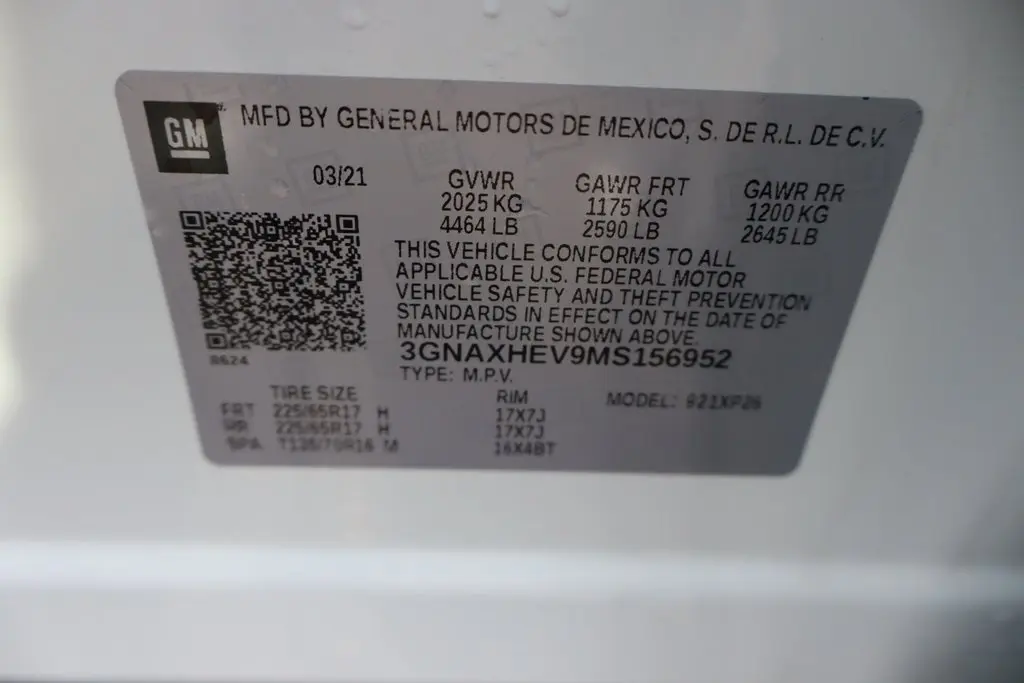 GM
MFD BY GENERAL MOTORS DE MEXICO, S. DE R.L. DE C.V.
03/21
GVWR GAWR FRT GAWR RR
2025 KG 1175 KG 1200 KG
4464 LB 2590 LB 2645 LB
THIS VEHICLE CONFORMS TO ALL
APPLICABLE U.S. FEDERAL MOTOR
VEHICLE SAFETY AND THEFT PREVENTION
STANDARDS IN EFFECT ON THE DATE OF
MANUFACTURE SHOWN ABOVE.
R624 3GNAXHEV9MS156952
TYPE: M.P.V.
TIRE SIZE RIM MODEL:
FRT 225/65R17 H 17X7J
RR 225/65R17 H 17X7J
SPA M 16X4BT